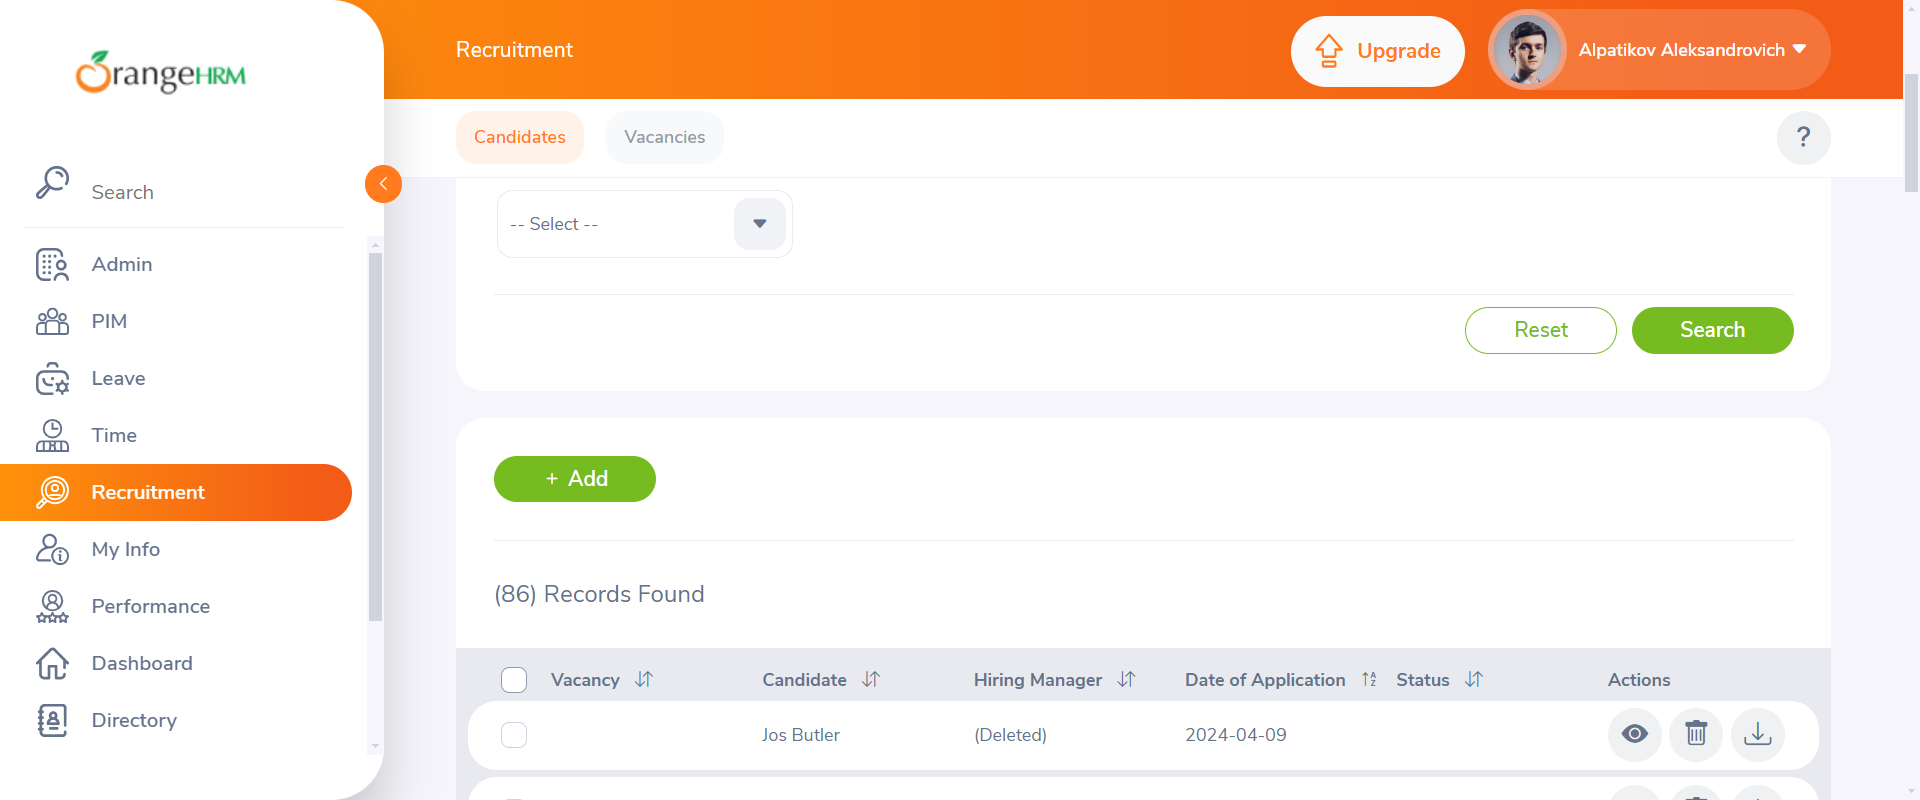 OrangeHRM
Recruitment
Upgrade
Alpatikov Aleksandrovich
Candidates
Vacancies
?
Search
-- Select --
Reset
Search
Admin
PIM
Leave
Time
Recruitment
My Info
Performance
Dashboard
Directory
+ Add
(86) Records Found
Vacancy
Candidate
Hiring Manager
Date of Application
Status
Actions
Jos Butler
(Deleted)
2024-04-09